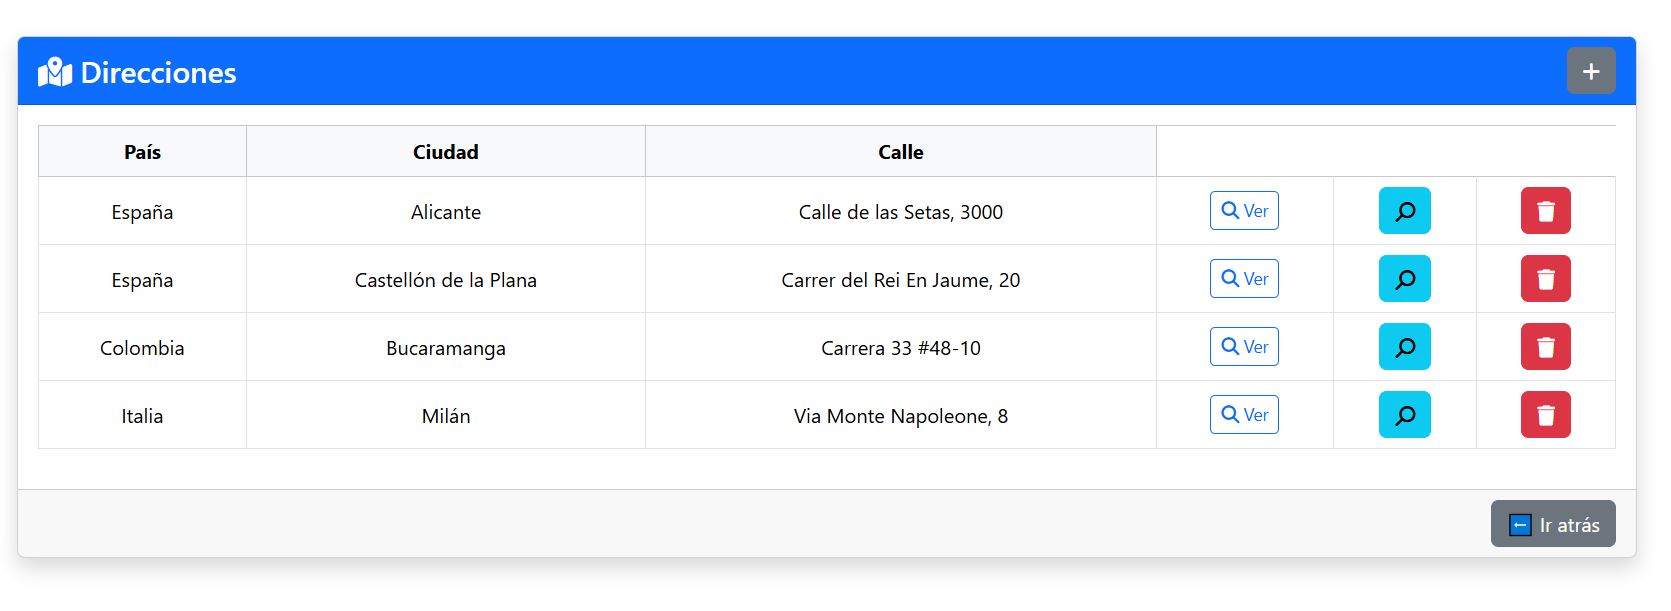 Direcciones
+
País Ciudad Calle
España Alicante Calle de las Setas, 3000 Ver
España Castellón de la Plana Carrer del Rei En Jaume, 20 Ver
Colombia Bucaramanga Carrera 33 #48-10 Ver
Italia Milán Via Monte Napoleone, 8 Ver
Ir atrás